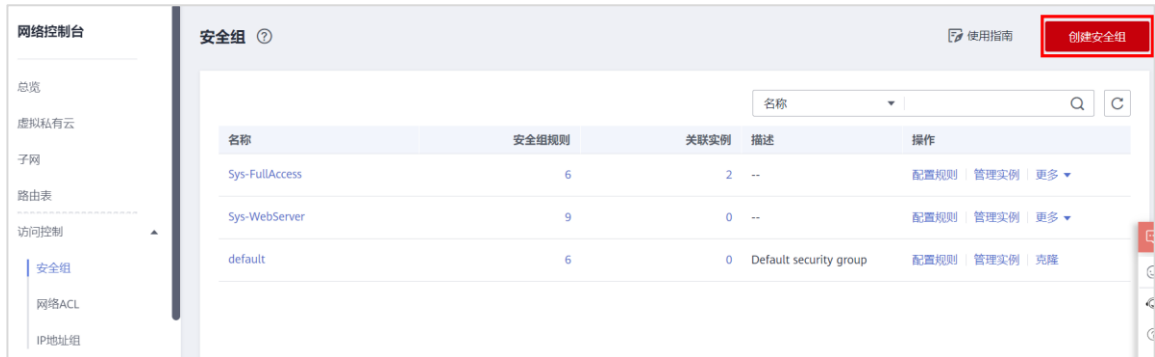 网络控制台
总览
虚拟私有云
子网
路由表
访问控制
安全组
网络ACL
IP地址组
安全组
使用指南
创建安全组
名称
名称 安全组规则 关联实例 描述 操作
Sys-FullAccess 6 2 -- 配置规则 管理实例 更多
Sys-WebServer 9 0 -- 配置规则 管理实例 更多
default 6 0 Default security group 配置规则 管理实例 克隆